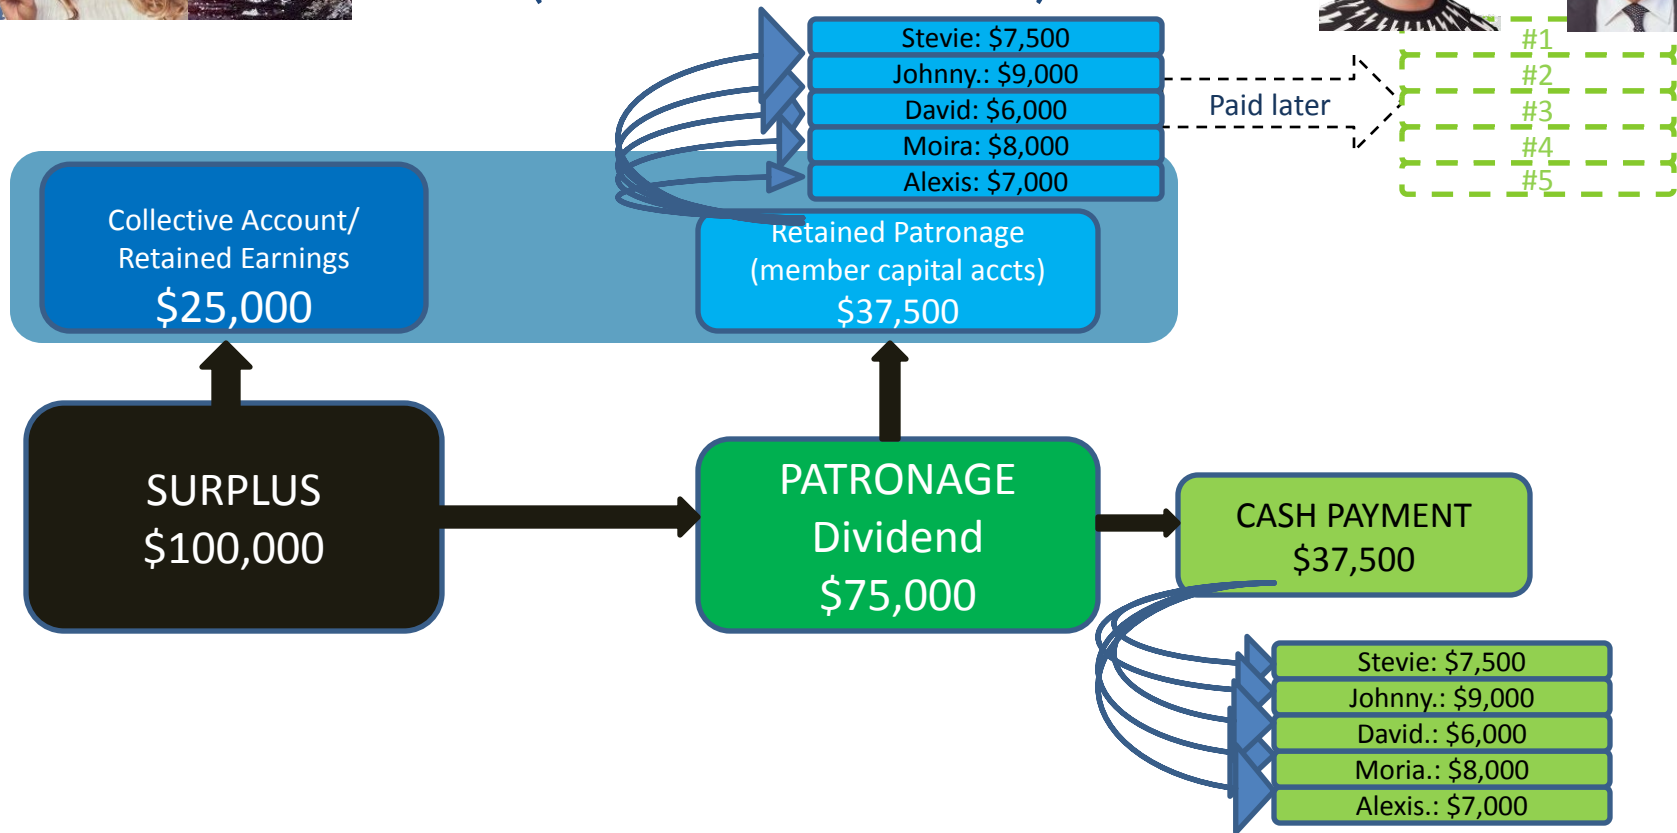 Stevie: $7,500
Johnny.: $9,000
David: $6,000
Moira: $8,000
Alexis: $7,000
Paid later
#1
#2
#3
#4
#5
Collective Account/
Retained Earnings
$25,000
Retained Patronage
(member capital accts)
$37,500
SURPLUS
$100,000
PATRONAGE
Dividend
$75,000
CASH PAYMENT
$37,500
Stevie: $7,500
Johnny.: $9,000
David.: $6,000
Moria.: $8,000
Alexis.: $7,000